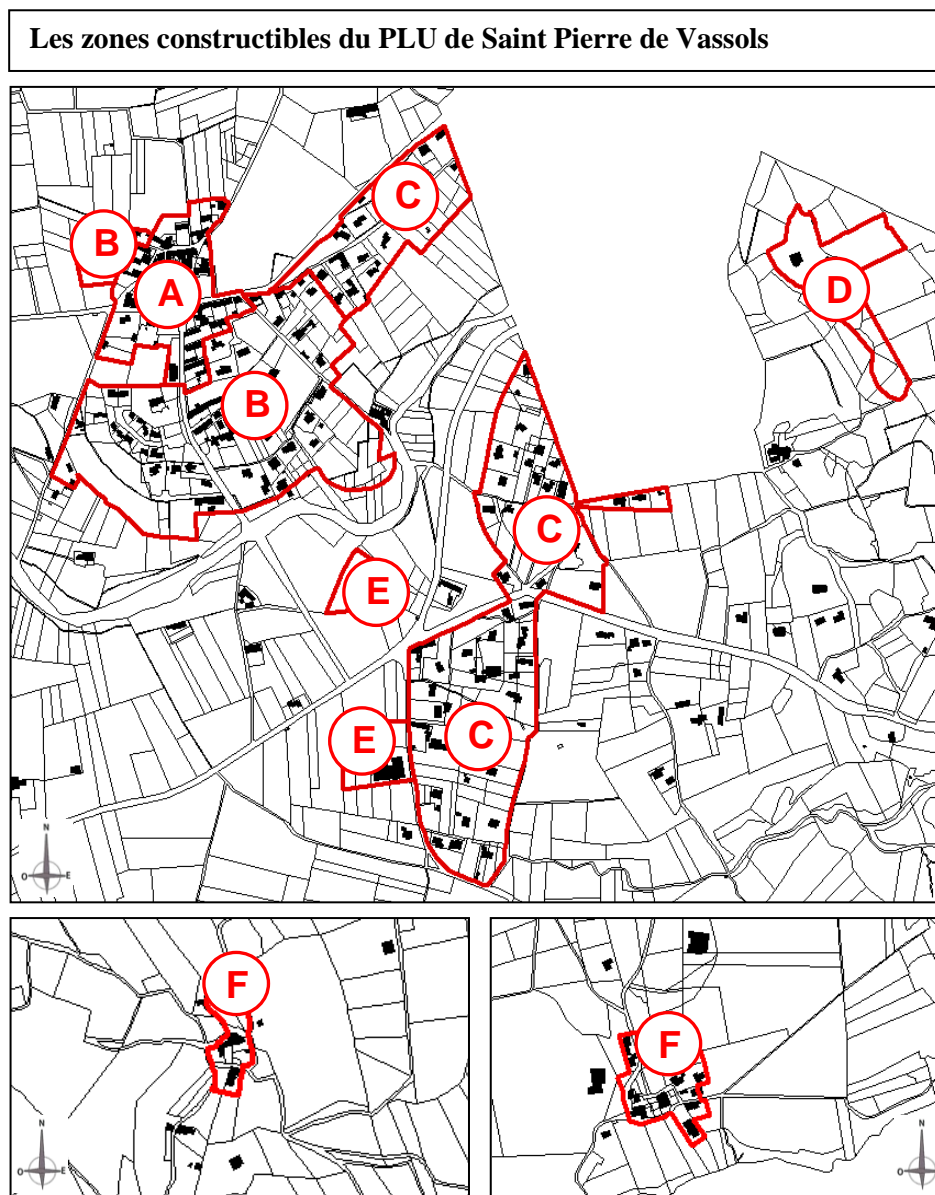 Les zones constructibles du PLU de Saint Pierre de Vassols
C
B
A
D
B
C
E
E
C
N
O E
F
N
O E
F
N
O